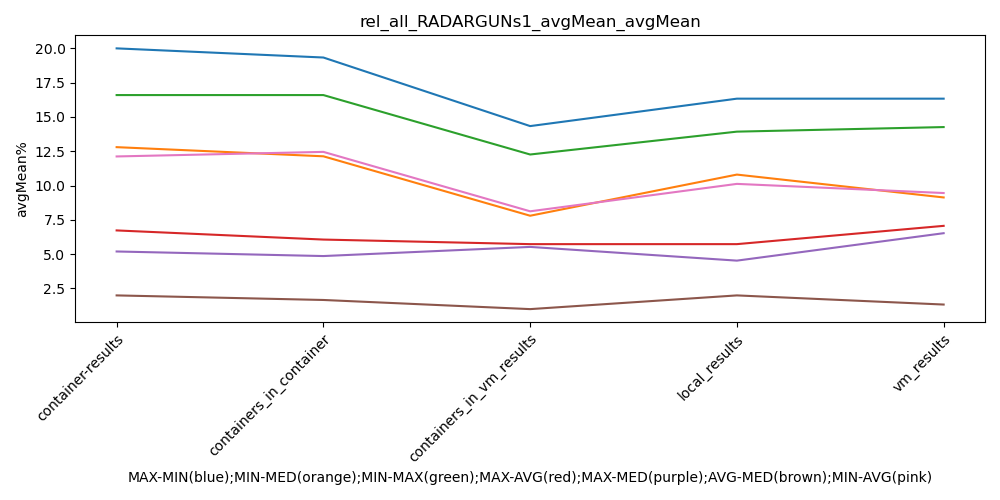 rel_all_RADARGUNs1_avgMean_avgMean
20.0
17.5
15.0
12.5
10.0
7.5
5.0
2.5
avgMean%
container-results
containers_in_container
containers_in_vm_results
local_results
vm_results
MAX-MIN(blue);MIN-MED(orange);MIN-MAX(green);MAX-AVG(red);MAX-MED(purple);AVG-MED(brown);MIN-AVG(pink)